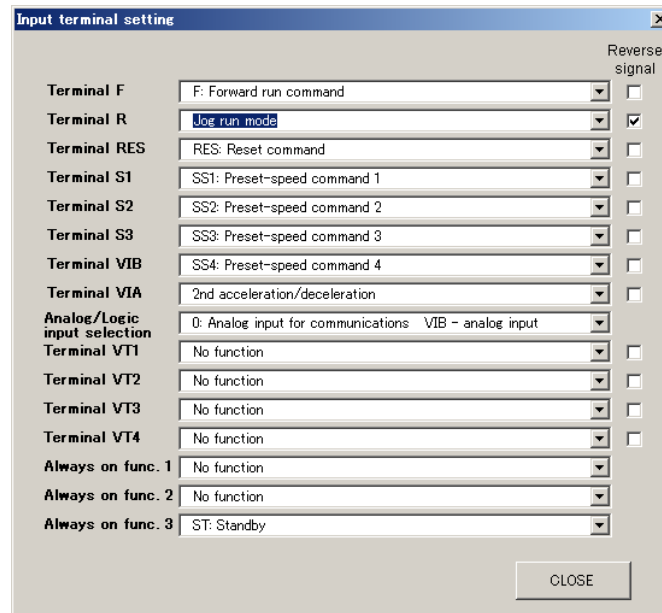 Input terminal setting
Reverse
signal
Terminal F F: Forward run command
Terminal R Jog run mode
Terminal RES RES: Reset command
Terminal S1 SS1: Preset-speed command 1
Terminal S2 SS2: Preset-speed command 2
Terminal S3 SS3: Preset-speed command 3
Terminal VIB SS4: Preset-speed command 4
Terminal VIA 2nd acceleration/deceleration
Analog/Logic
input selection 0: Analog input for communications VIB - analog input
Terminal VT1 No function
Terminal VT2 No function
Terminal VT3 No function
Terminal VT4 No function
Always on func. 1 No function
Always on func. 2 No function
Always on func. 3 ST: Standby
CLOSE